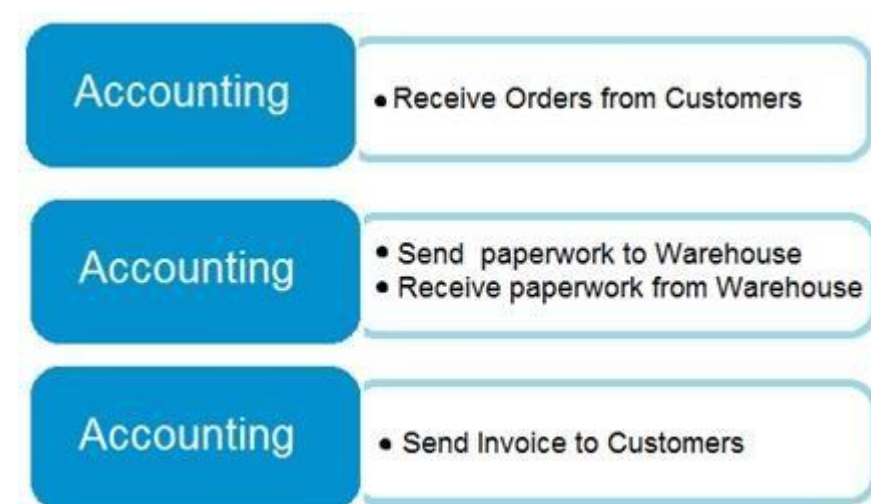 Accounting
• Receive Orders from Customers
Accounting
• Send paperwork to Warehouse
• Receive paperwork from Warehouse
Accounting
• Send Invoice to Customers